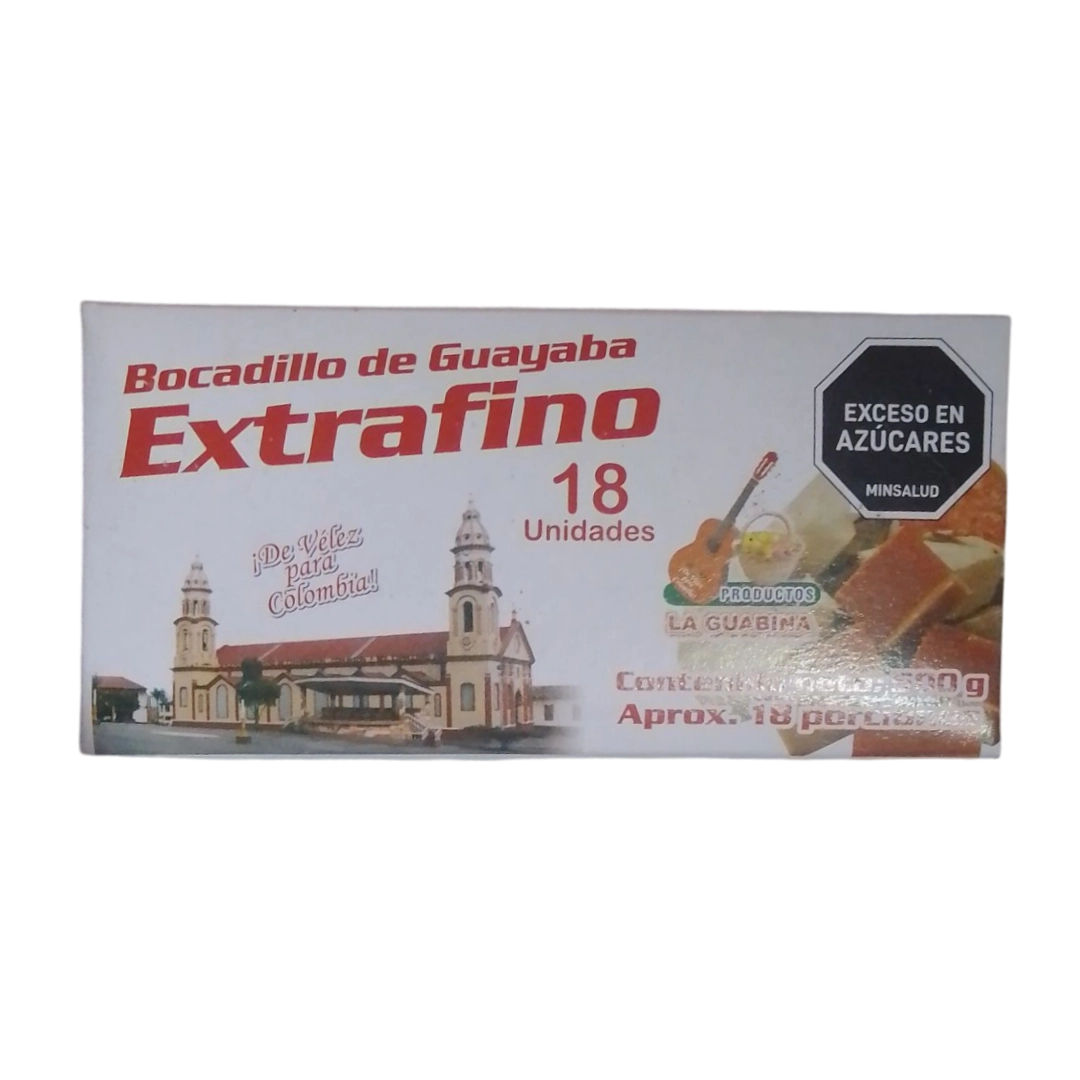 Bocadillo de Guayaba
Extrafino
18
Unidades
EXCESO EN
AZÚCARES
MINSALUD
¡De Vélez
para
Colombia!
PRODUCTOS
LA GUABINA
g
Aprox. 18